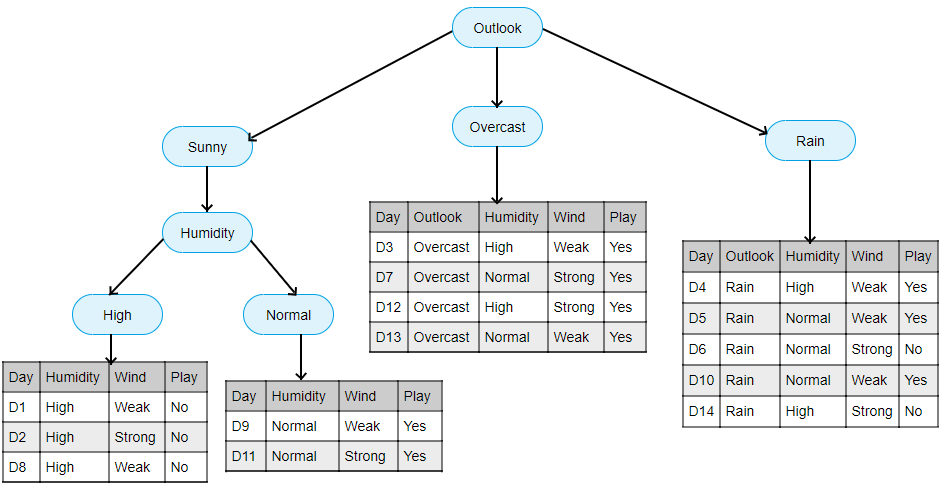 Outlook
Sunny
Overcast
Rain
Humidity
High
Normal
Day Humidity Wind Play
D1 High Weak No
D2 High Strong No
D8 High Weak No
Day Humidity Wind Play
D9 Normal Weak Yes
D11 Normal Strong Yes
Day Outlook Humidity Wind Play
D3 Overcast High Weak Yes
D7 Overcast Normal Strong Yes
D12 Overcast High Strong Yes
D13 Overcast Normal Weak Yes
Day Outlook Humidity Wind Play
D4 Rain High Weak Yes
D5 Rain Normal Weak Yes
D6 Rain Normal Strong No
D10 Rain Normal Weak Yes
D14 Rain High Strong No